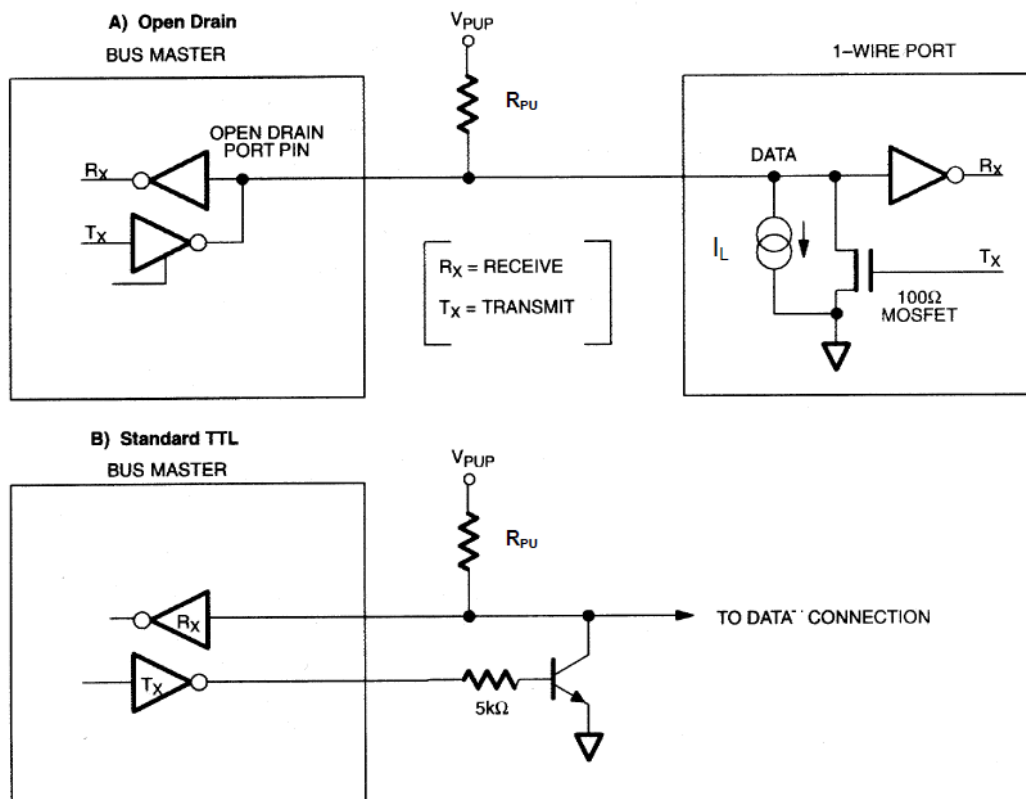 A) Open Drain
BUS MASTER
VPUP
1–WIRE PORT
RPU
OPEN DRAIN
PORT PIN
DATA
RX
RX
TX
IL
TX
RX = RECEIVE
TX = TRANSMIT
100Ω
MOSFET
B) Standard TTL
BUS MASTER
VPUP
RPU
RX
TO DATA CONNECTION
TX
5kΩ